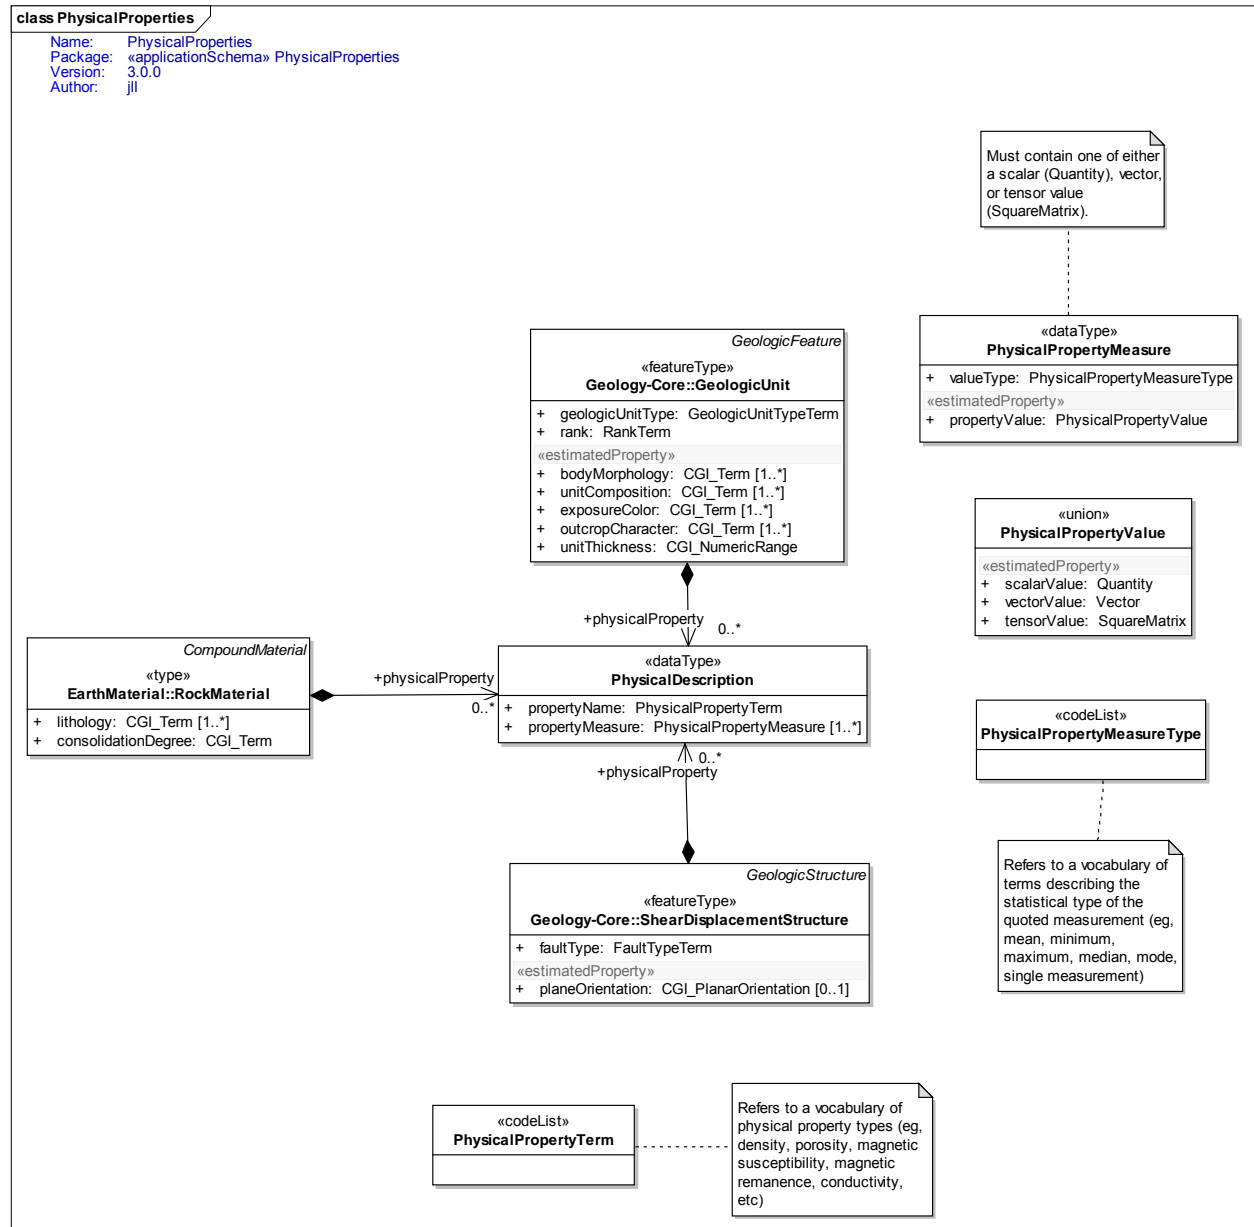 class PhysicalProperties
Name: PhysicalProperties
Package: «applicationSchema» PhysicalProperties
Version: 3.0.0
Author: jll
Must contain one of either
a scalar (Quantity), vector,
or tensor value
(SquareMatrix).
«dataType»
PhysicalPropertyMeasure
+ valueType: PhysicalPropertyMeasureType
«estimatedProperty»
+ propertyValue: PhysicalPropertyValue
GeologicFeature
«featureType»
Geology-Core::GeologicUnit
+ geologicUnitType: GeologicUnitTypeTerm
+ rank: RankTerm
«estimatedProperty»
+ bodyMorphology: CGI_Term [1..*]
+ unitComposition: CGI_Term [1..*]
+ exposureColor: CGI_Term [1..*]
+ outcropCharacter: CGI_Term [1..*]
+ unitThickness: CGI_NumericRange
«union»
PhysicalPropertyValue
«estimatedProperty»
+ scalarValue: Quantity
+ vectorValue: Vector
+ tensorValue: SquareMatrix
+physicalProperty
0..*
CompoundMaterial
«type»
EarthMaterial::RockMaterial
+ lithology: CGI_Term [1..*]
+ consolidationDegree: CGI_Term
+physicalProperty
0..*
«dataType»
PhysicalDescription
+ propertyName: PhysicalPropertyTerm
+ propertyMeasure: PhysicalPropertyMeasure [1..*]
«codeList»
PhysicalPropertyMeasureType
0..*
+physicalProperty
Refers to a vocabulary of
terms describing the
statistical type of the
quoted measurement (eg,
mean, minimum,
maximum, median, mode,
single measurement)
GeologicStructure
«featureType»
Geology-Core::ShearDisplacementStructure
+ faultType: FaultTypeTerm
«estimatedProperty»
+ planeOrientation: CGI_PlanarOrientation [0..1]
«codeList»
PhysicalPropertyTerm
Refers to a vocabulary of
physical property types (eg,
density, porosity, magnetic
susceptibility, magnetic
remanence, conductivity,
etc)